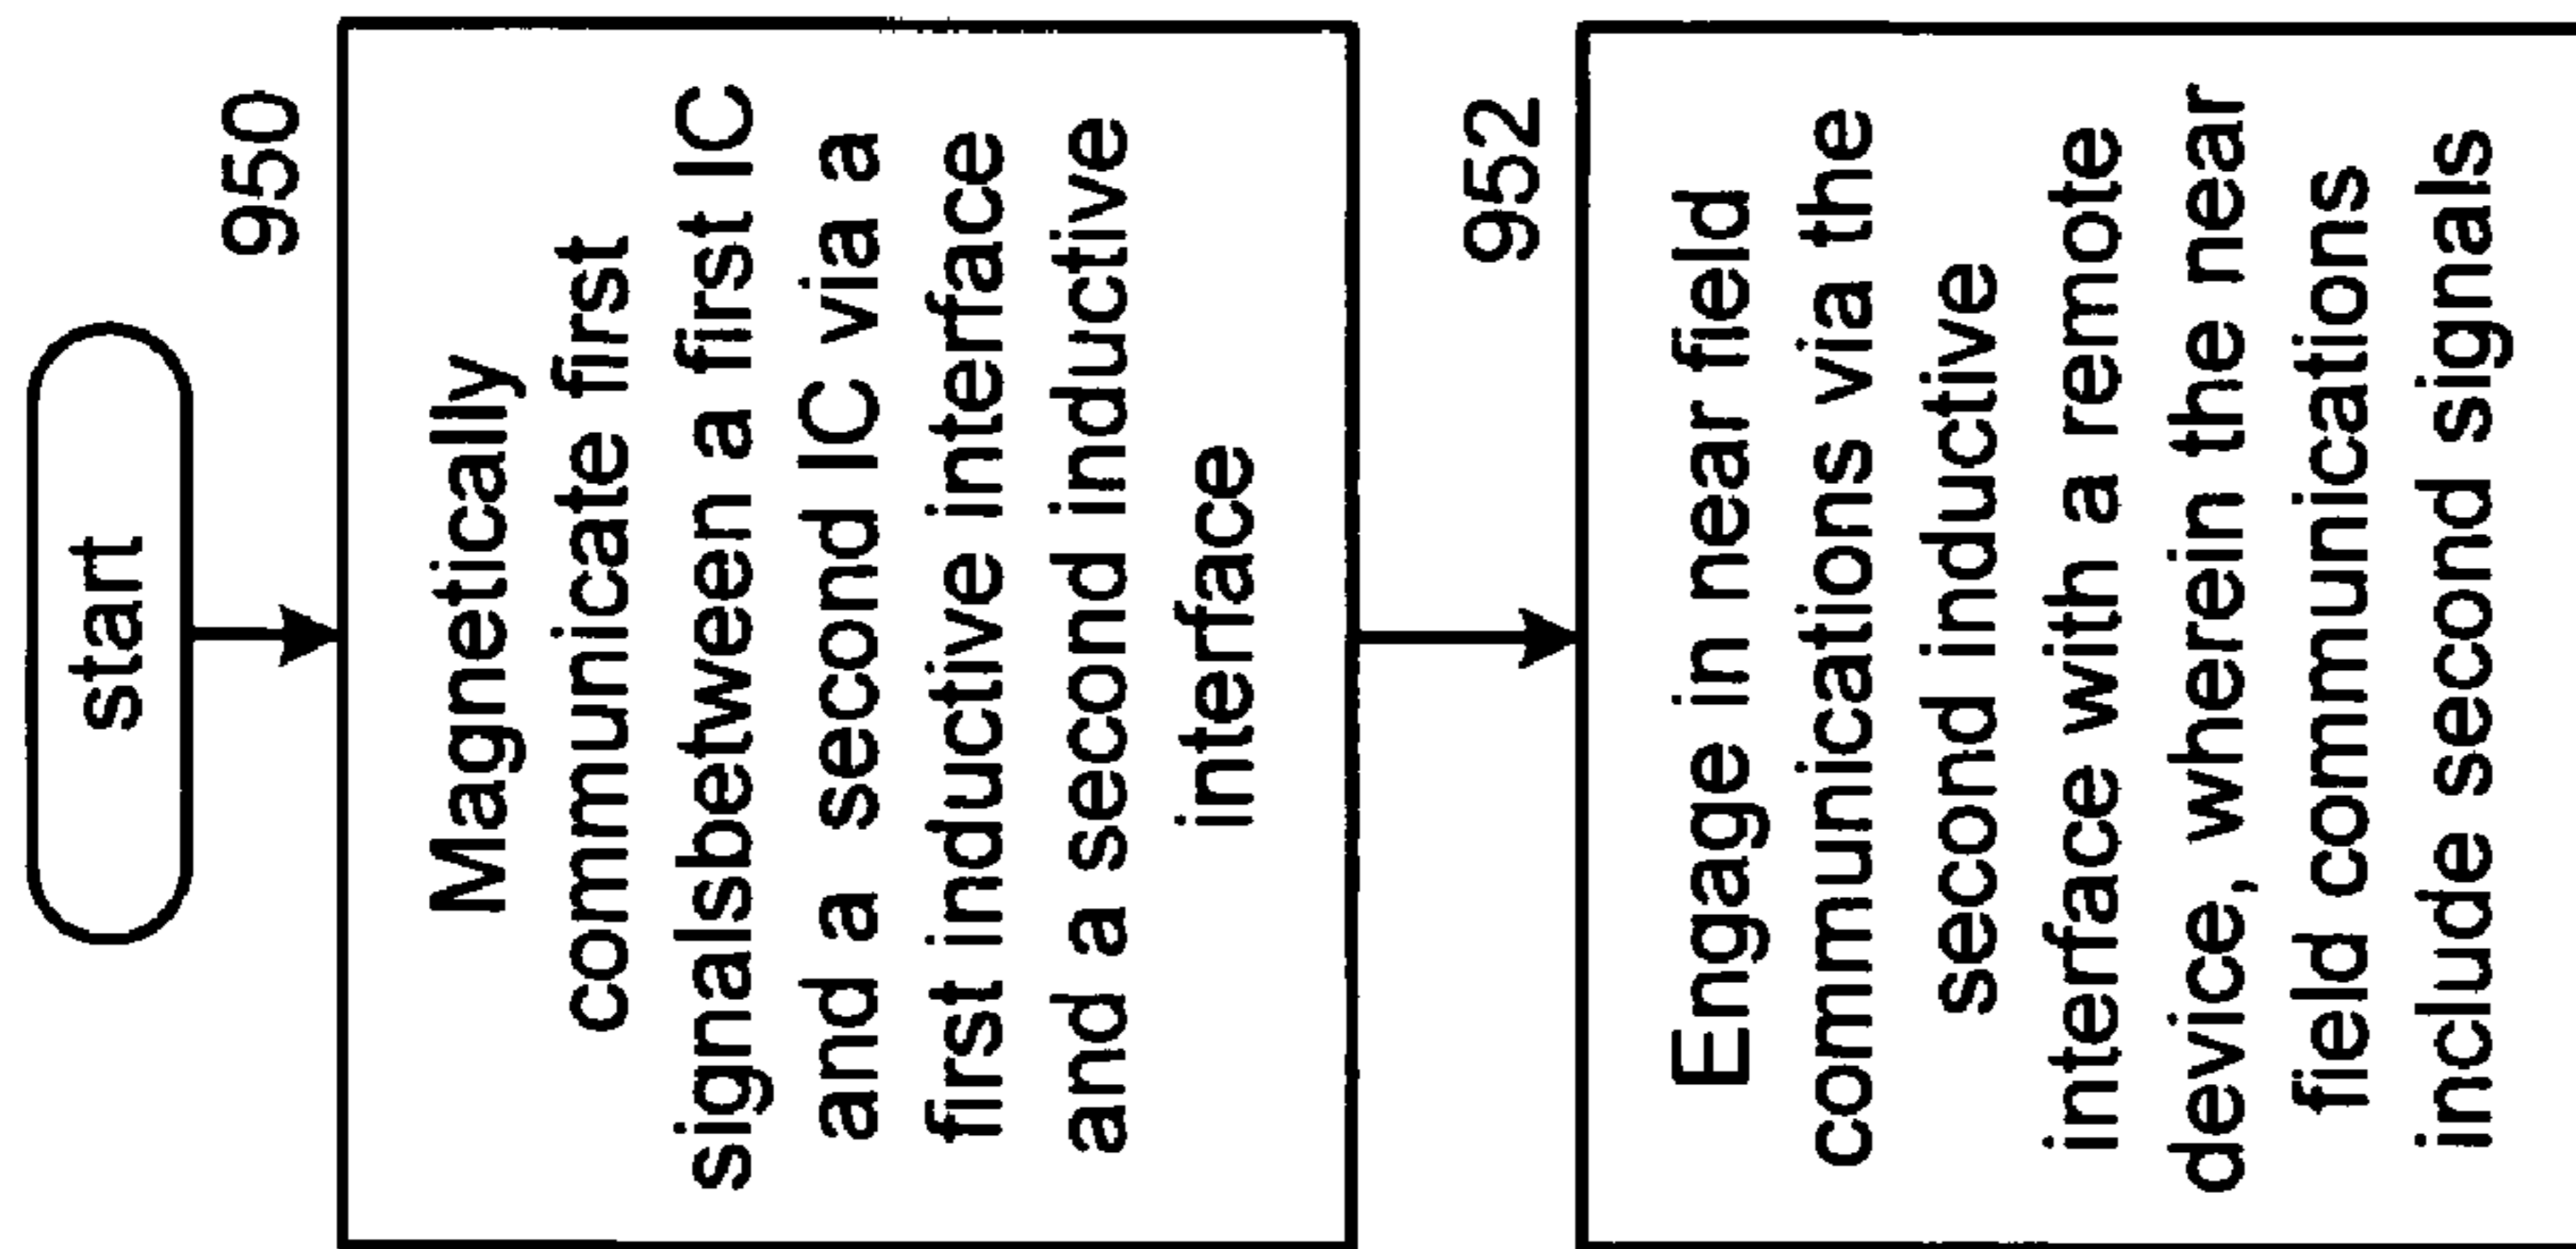 start
950
Magnetically
communicate first
signalsbetween a first IC
and a second IC via a
first inductive interface
and a second inductive
interface
952
Engage in near field
communications via the
second inductive
interface with a remote
device, wherein the near
field communications
include second signals